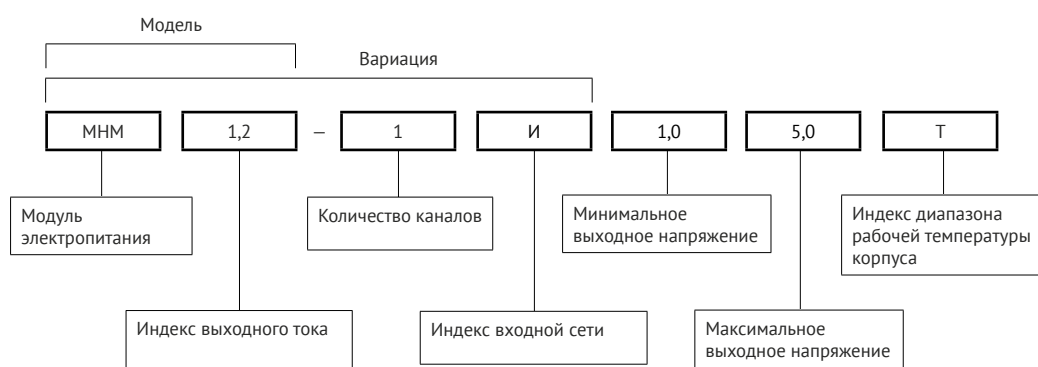 Модель
Вариация
МНМ 1,2 – 1 И 1,0 5,0 Т
Модуль
электропитания
Количество каналов
Минимальное
выходное напряжение
Индекс диапазона
рабочей температуры
корпуса
Индекс выходного тока
Индекс входной сети
Максимальное
выходное напряжение